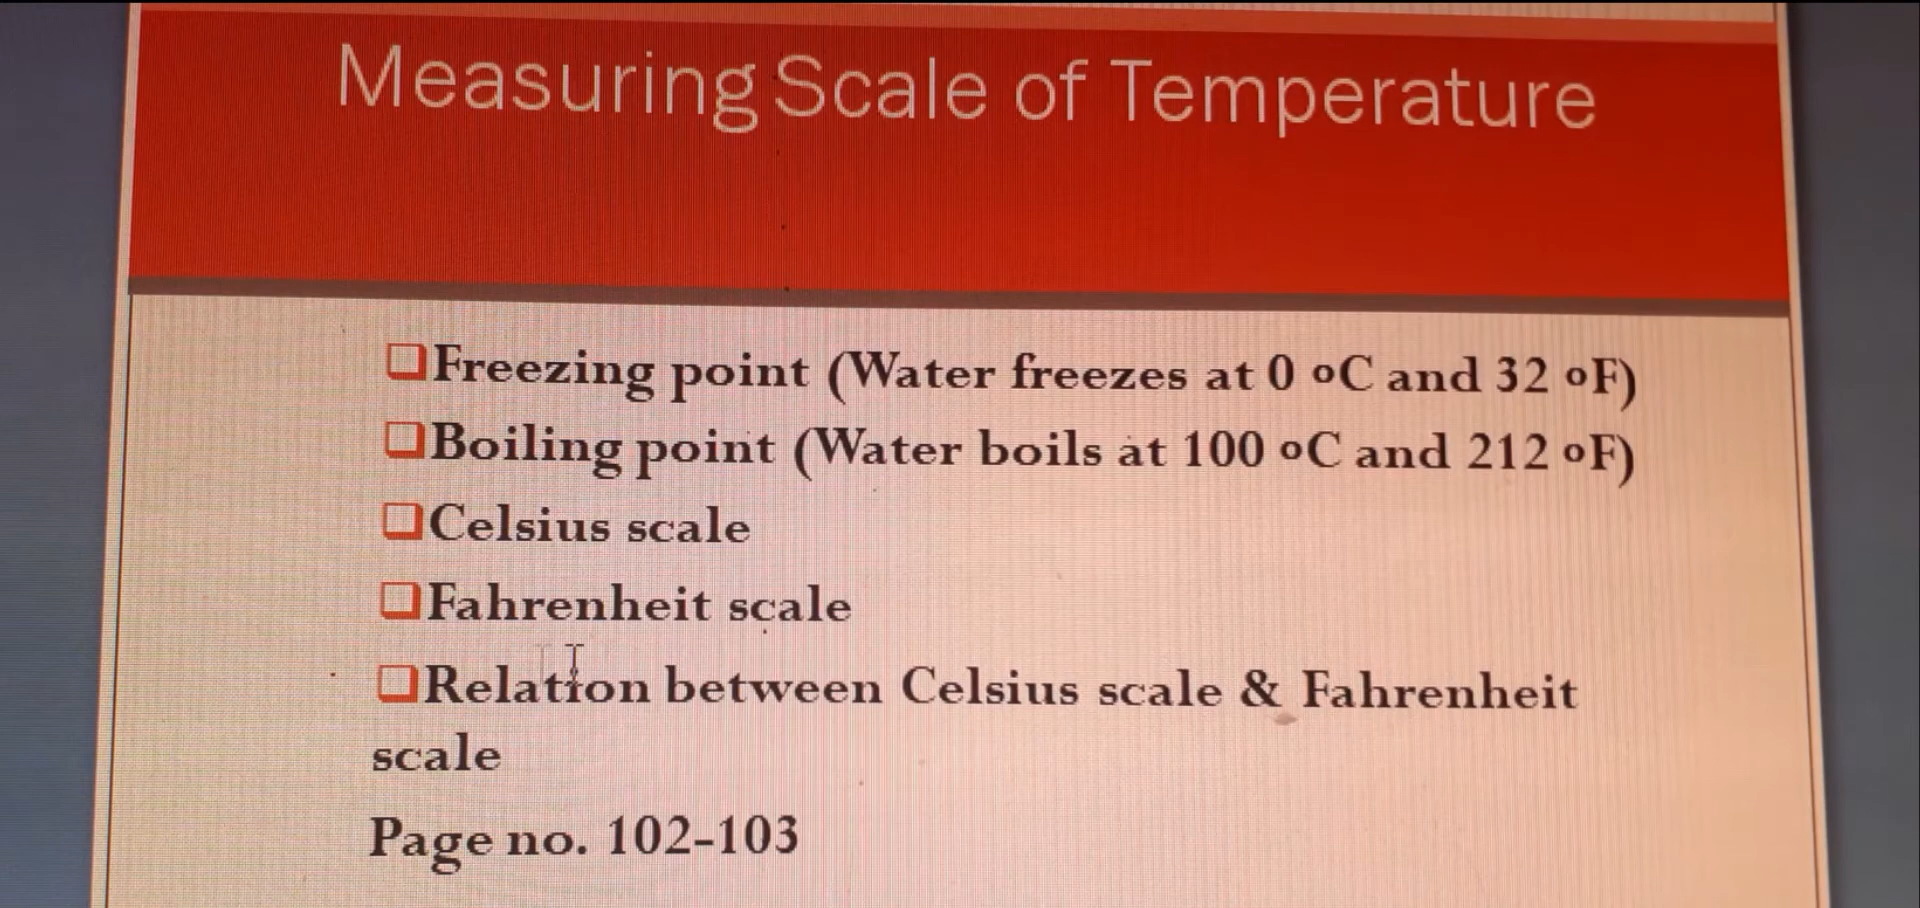 Measuring Scale of Temperature
❑Freezing point (Water freezes at 0 oC and 32 oF)
❑Boiling point (Water boils at 100 oC and 212 oF)
❑Celsius scale
❑Fahrenheit scale
❑Relation between Celsius scale & Fahrenheit
scale
Page no. 102-103